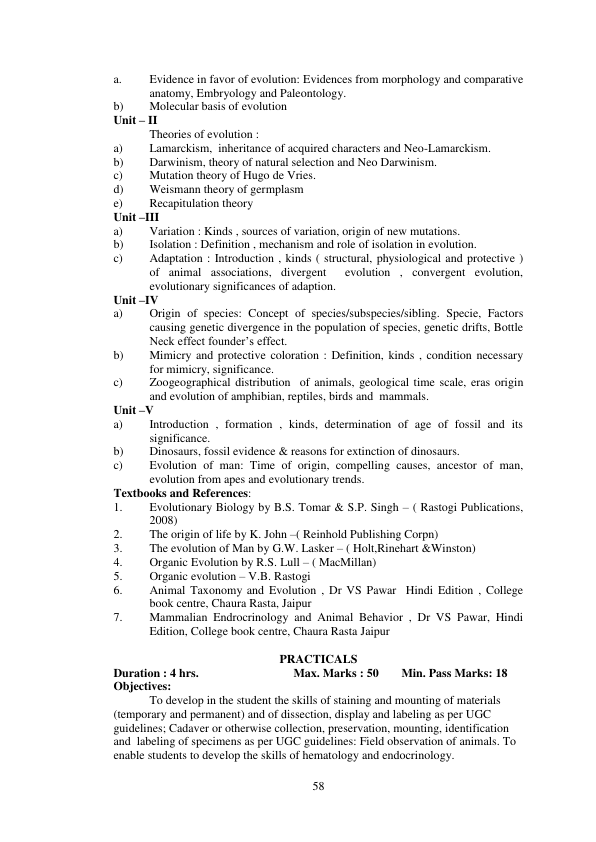 a. Evidence in favor of evolution: Evidences from morphology and comparative
anatomy, Embryology and Paleontology.
b) Molecular basis of evolution
Unit – II
Theories of evolution :
a) Lamarckism, inheritance of acquired characters and Neo-Lamarckism.
b) Darwinism, theory of natural selection and Neo Darwinism.
c) Mutation theory of Hugo de Vries.
d) Weismann theory of germplasm
e) Recapitulation theory
Unit –III
a) Variation : Kinds , sources of variation, origin of new mutations.
b) Isolation : Definition , mechanism and role of isolation in evolution.
c) Adaptation : Introduction , kinds ( structural, physiological and protective )
of animal associations, divergent evolution , convergent evolution,
evolutionary significances of adaption.
Unit –IV
a) Origin of species: Concept of species/subspecies/sibling. Specie, Factors
causing genetic divergence in the population of species, genetic drifts, Bottle
Neck effect founder's effect.
b) Mimicry and protective coloration : Definition, kinds , condition necessary
for mimicry, significance.
c) Zoogeographical distribution of animals, geological time scale, eras origin
and evolution of amphibian, reptiles, birds and mammals.
Unit –V
a) Introduction , formation , kinds, determination of age of fossil and its
significance.
b) Dinosaurs, fossil evidence & reasons for extinction of dinosaurs.
c) Evolution of man: Time of origin, compelling causes, ancestor of man,
evolution from apes and evolutionary trends.
Textbooks and References:
1. Evolutionary Biology by B.S. Tomar & S.P. Singh – ( Rastogi Publications,
2008)
2. The origin of life by K. John –( Reinhold Publishing Corpn)
3. The evolution of Man by G.W. Lasker – ( Holt,Rinehart &Winston)
4. Organic Evolution by R.S. Lull – ( MacMillan)
5. Organic evolution – V.B. Rastogi
6. Animal Taxonomy and Evolution , Dr VS Pawar Hindi Edition , College
book centre, Chaura Rasta, Jaipur
7. Mammalian Endrocrinology and Animal Behavior , Dr VS Pawar, Hindi
Edition, College book centre, Chaura Rasta Jaipur
PRACTICALS
Duration : 4 hrs. Max. Marks : 50 Min. Pass Marks: 18
Objectives:
To develop in the student the skills of staining and mounting of materials
(temporary and permanent) and of dissection, display and labeling as per UGC
guidelines; Cadaver or otherwise collection, preservation, mounting, identification
and labeling of specimens as per UGC guidelines: Field observation of animals. To
enable students to develop the skills of hematology and endocrinology.
58